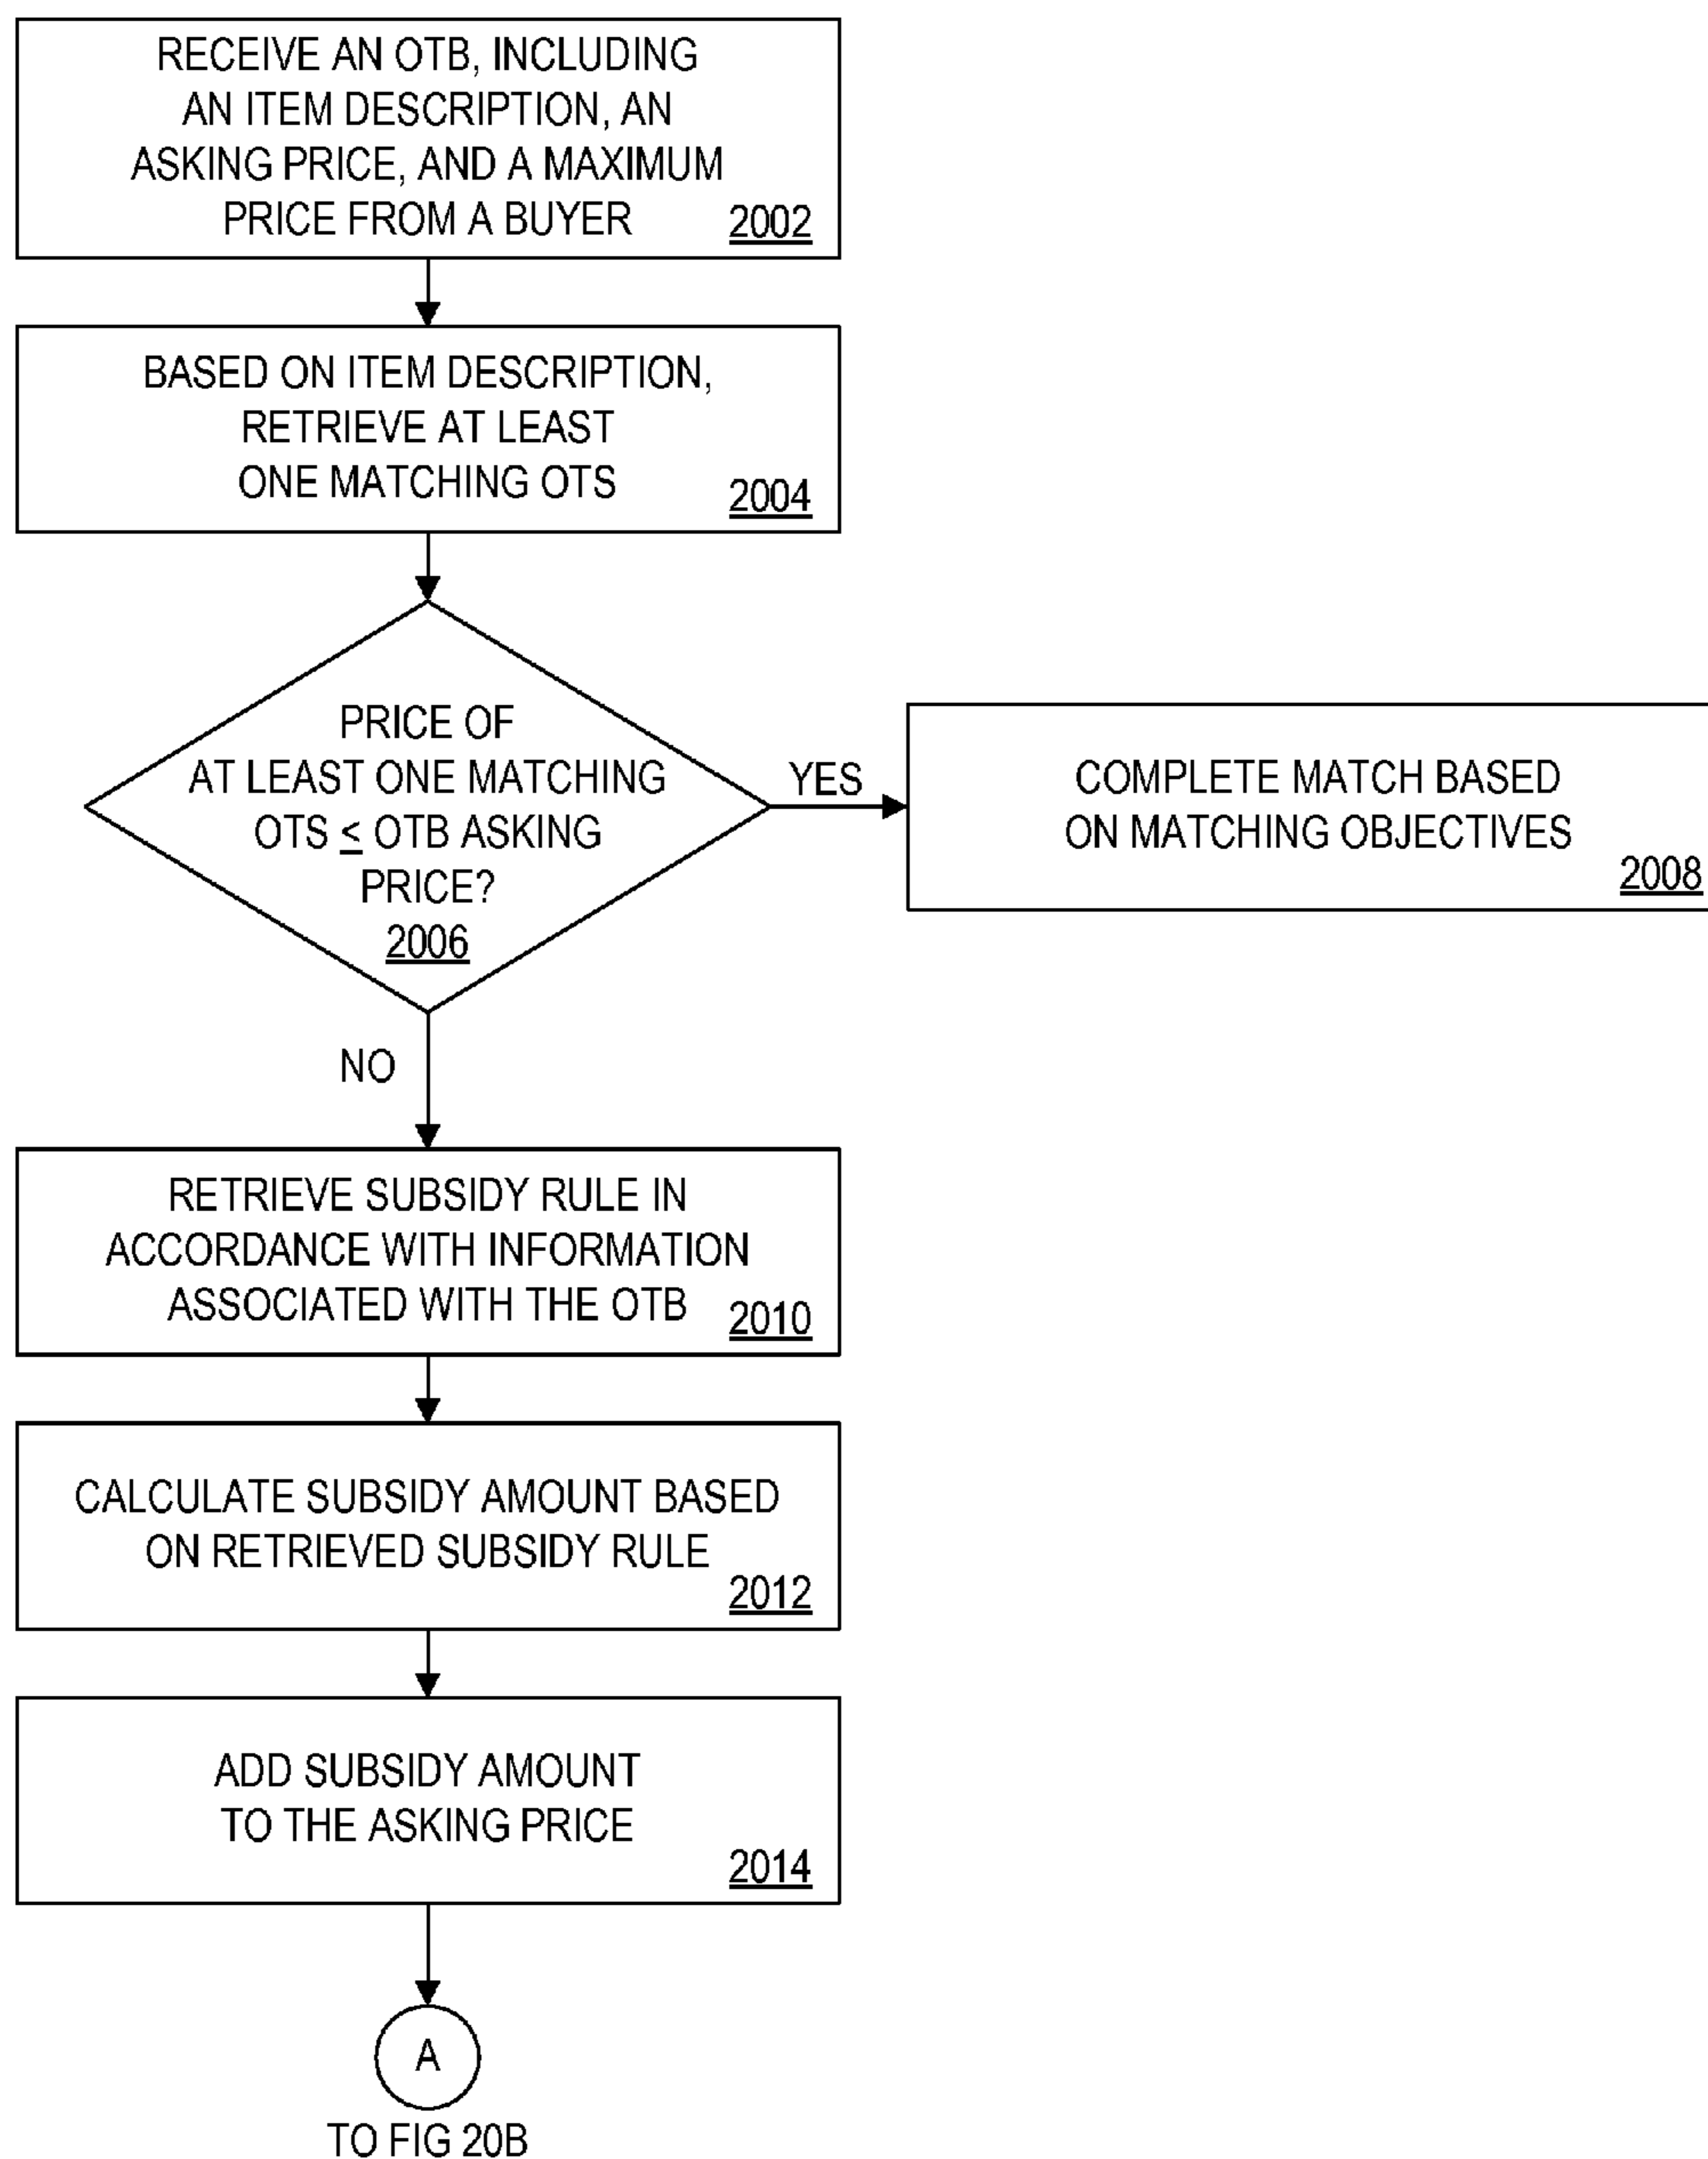 RECEIVE AN OTB, INCLUDING
AN ITEM DESCRIPTION, AN
ASKING PRICE, AND A MAXIMUM
PRICE FROM A BUYER
2002
BASED ON ITEM DESCRIPTION,
RETRIEVE AT LEAST
ONE MATCHING OTS
2004
PRICE OF
AT LEAST ONE MATCHING
OTS ≤ OTB ASKING
PRICE?
2006
YES
COMPLETE MATCH BASED
ON MATCHING OBJECTIVES
2008
NO
RETRIEVE SUBSIDY RULE IN
ACCORDANCE WITH INFORMATION
ASSOCIATED WITH THE OTB
2010
CALCULATE SUBSIDY AMOUNT BASED
ON RETRIEVED SUBSIDY RULE
2012
ADD SUBSIDY AMOUNT
TO THE ASKING PRICE
2014
A
TO FIG 20B